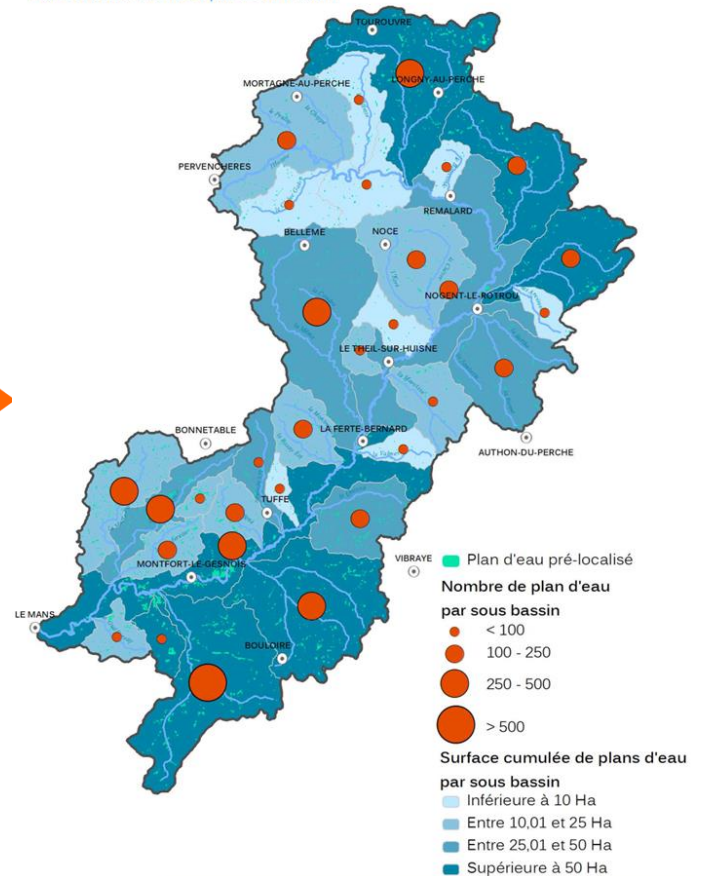 TOUROUVRE
MORTAGNE-AU-PERCHE
LONGNY-AU-PERCHE
PERVENCHERES
REMALARD
BELLEME
NOCE
NOGENT-LE-ROTROU
LE THEIL-SUR-HUISNE
BONNETABLE
LA FERTE-BERNARD
AUTHON-DU-PERCHE
TUFFE
VIBRAYE
MONTFORT-LE-GESNOIS
LE MANS
BOULOIRE
Plan d'eau pré-localisé
Nombre de plan d'eau
par sous bassin
< 100
100 - 250
250 - 500
> 500
Surface cumulée de plans d'eau
par sous bassin
Inférieure à 10 Ha
Entre 10,01 et 25 Ha
Entre 25,01 et 50 Ha
Supérieure à 50 Ha